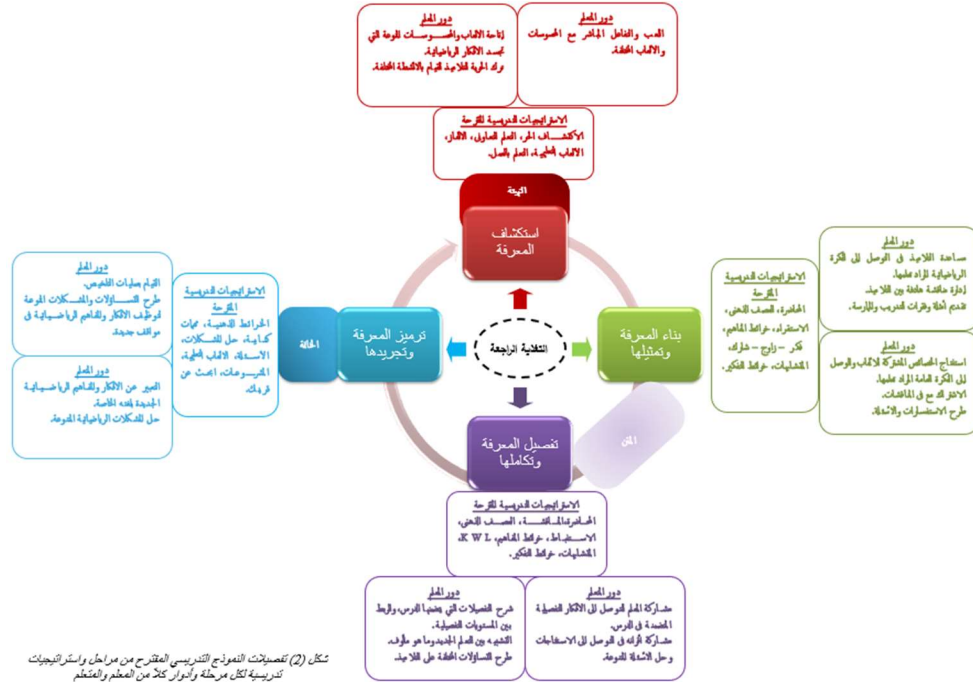 دور المعلم
إتاحة الألعاب والمحسوسات المتنوعة التي
تجسد الأفكار الرياضياتية.
ترك الحرية للتلاميذ للقيام بالأنشطة المختلفة.
دور المتعلم
اللعب والتفاعل المباشر مع المحسوسات
والألعاب المختلفة.
الاستراتيجيات التدريسية المقترحة
الاكتشاف الحر، التعلم التعاوني، الألغاز،
الألعاب التعليمية، التعلم بالعمل.
التهيئة
استكشاف
المعرفة
دور المعلم
مساعدة التلاميذ في التوصل إلى الفكرة
الرياضياتية المراد تعلمها.
إدارة مناقشة هادفة بين التلاميذ.
تقديم أمثلة وفقرات للتدريب والممارسة.
دور المتعلم
استنتاج الخصائص المشتركة للألعاب والوصل
إلى الفكرة العامة المراد تعلمها.
الاشتراك مع في المناقشات.
طرح الاستفسارات والأسئلة.
الاستراتيجيات التدريسية
المقترحة
المحاضرة، العصف الذهني،
الاستقراء، خرائط المفاهيم،
فكر – زاوج – شارك،
المتشابهات، خرائط التفكير.
بناء المعرفة
وتمثيلها
المتن
التغذية الراجعة
تفصيل المعرفة
وتكاملها
الاستراتيجيات التدريسية المقترحة
المحاضرة،المناقشة، العصف الذهني،
الاستنباط، خرائط المفاهيم، K W L،
المتشابهات، خرائط التفكير.
دور المعلم
شرح التفصيلات التي يتضمنها الدرس، والربط
بين المستويات التفصيلية.
التشبيه بين التعلم الجديد وما هو مألوف.
طرح التساؤلات المختلفة على التلاميذ.
دور المتعلم
مشاركة المعلم للتوصل إلى الأفكار التفصيلية
المتضمنة في الدرس.
مشاركة أقرانه في التوصل إلى الاستنتاجات
وحل الأسئلة المتنوعة.
ترميز المعرفة
وتجريدها
الخاتمة
الاستراتيجيات التدريسية
المقترحة
الخرائط الذهنية، مهمات
كتابية، حل المشكلات،
الأسئلة، الألعاب التعليمية،
المشروعات، ابحث عن
قرينك.
دور المعلم
القيام بعمليات التلخيص.
طرح التساؤلات والمشكلات المتنوعة
لتوظيف الأفكار والمفاهيم الرياضياتية في
مواقف جديدة.
دور المتعلم
التعبير عن الأفكار والمفاهيم الرياضياتية
الجديدة بلغته الخاصة.
حل المشكلات الرياضياتية المتنوعة.
شكل (2) تفصيلات النموذج التدريسي المقترح من مراحل واستراتيجيات
تدريسية لكل مرحلة وأدوار كلاً من المعلم والمتعلم